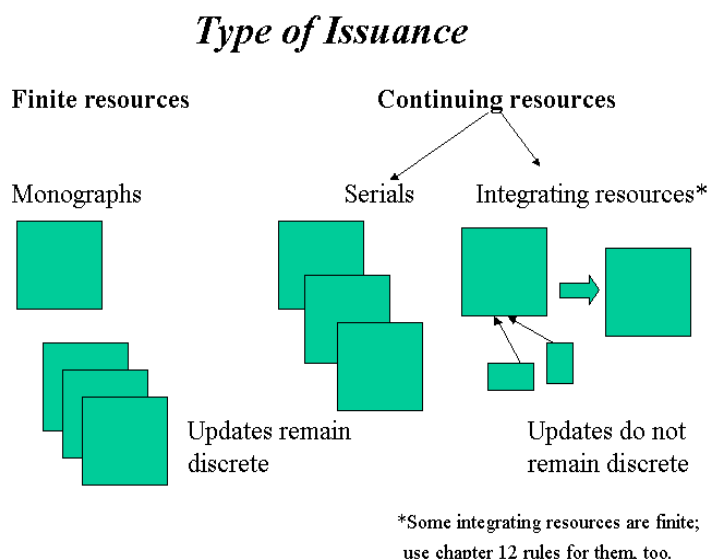 Type of Issuance
Finite resources
Continuing resources
Monographs
Serials
Integrating resources*
Updates remain
discrete
Updates do not
remain discrete
*Some integrating resources are finite;
use chapter 12 rules for them, too.